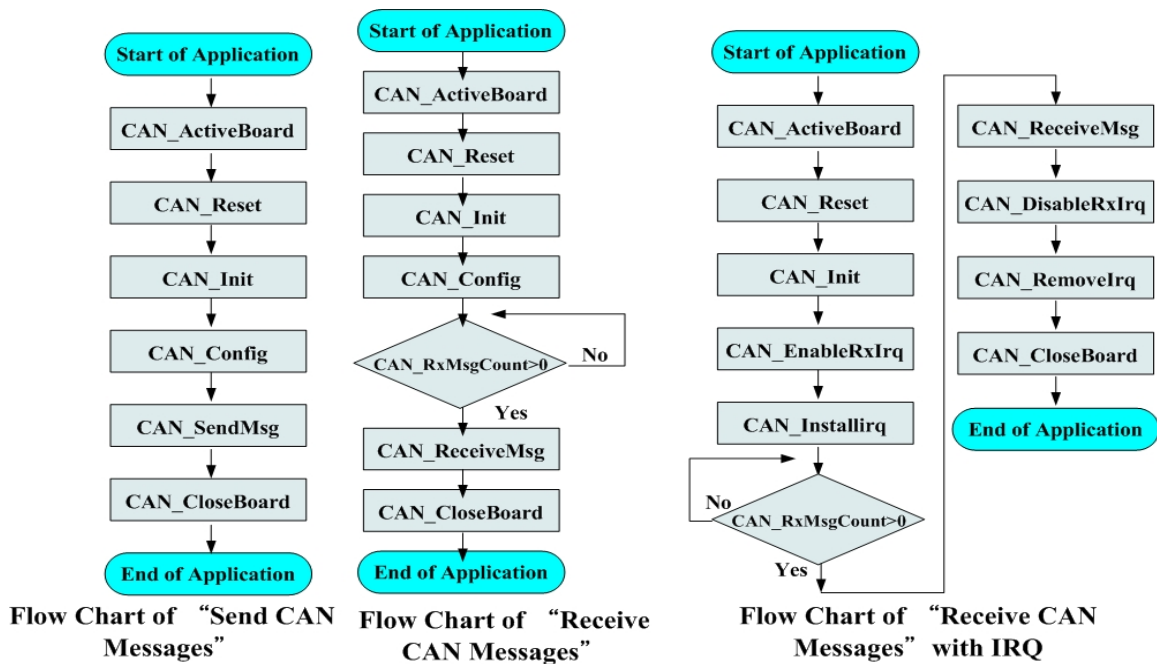 Start of Application
CAN_ActiveBoard
CAN_Reset
CAN_Init
CAN_Config
CAN_SendMsg
CAN_CloseBoard
End of Application
Flow Chart of “Send CAN
Messages”
Start of Application
CAN_ActiveBoard
CAN_Reset
CAN_Init
CAN_Config
CAN_RxMsgCount>0
No
Yes
CAN_ReceiveMsg
CAN_CloseBoard
End of Application
Flow Chart of “Receive
CAN Messages”
Start of Application
CAN_ActiveBoard
CAN_Reset
CAN_Init
CAN_EnableRxIrq
CAN_Installirq
No
CAN_RxMsgCount>0
Yes
CAN_ReceiveMsg
CAN_DisableRxIrq
CAN_RemoveIrq
CAN_CloseBoard
End of Application
Flow Chart of “Receive CAN
Messages” with IRQ